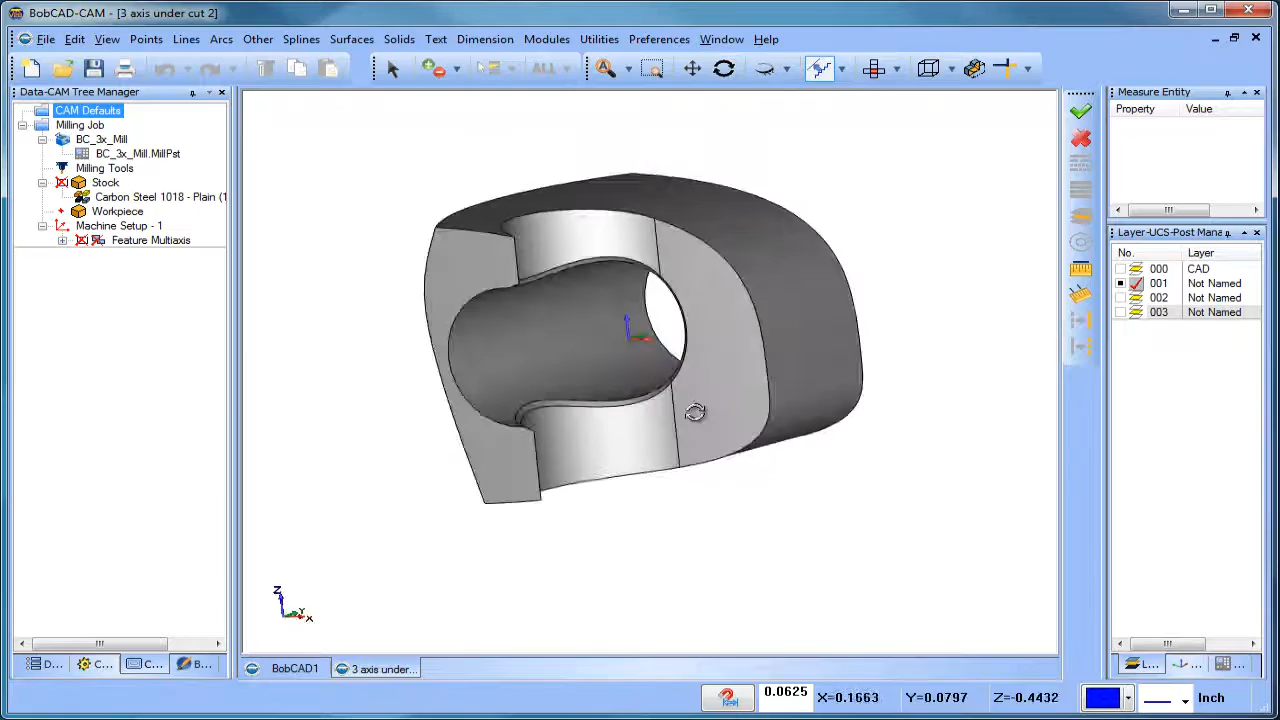 BobCAD-CAM - [3 axis under cut 2]
File Edit View Points Lines Arcs Other Splines Surfaces Solids Text Dimension Modules Utilities Preferences Window Help
ALL
Data-CAM Tree Manager
CAM Defaults
Milling Job
BC_3x_Mill
BC_3x_Mill.MillPst
Milling Tools
Stock
Carbon Steel 1018 - Plain (1
Workpiece
Machine Setup - 1
Feature Multiaxis
Measure Entity
Property Value
Layer-UCS-Post Mana
No. Layer
000 CAD
001 Not Named
002 Not Named
003 Not Named
Z
Y
X
D... C... C... B...
BobCAD1 3 axis under...
L... ... ...
0.0625 X=0.1663 Y=0.0797 Z=-0.4432 Inch